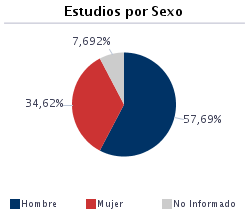 Estudios por Sexo
7,692%
34,62%
57,69%
Hombre Mujer No Informado